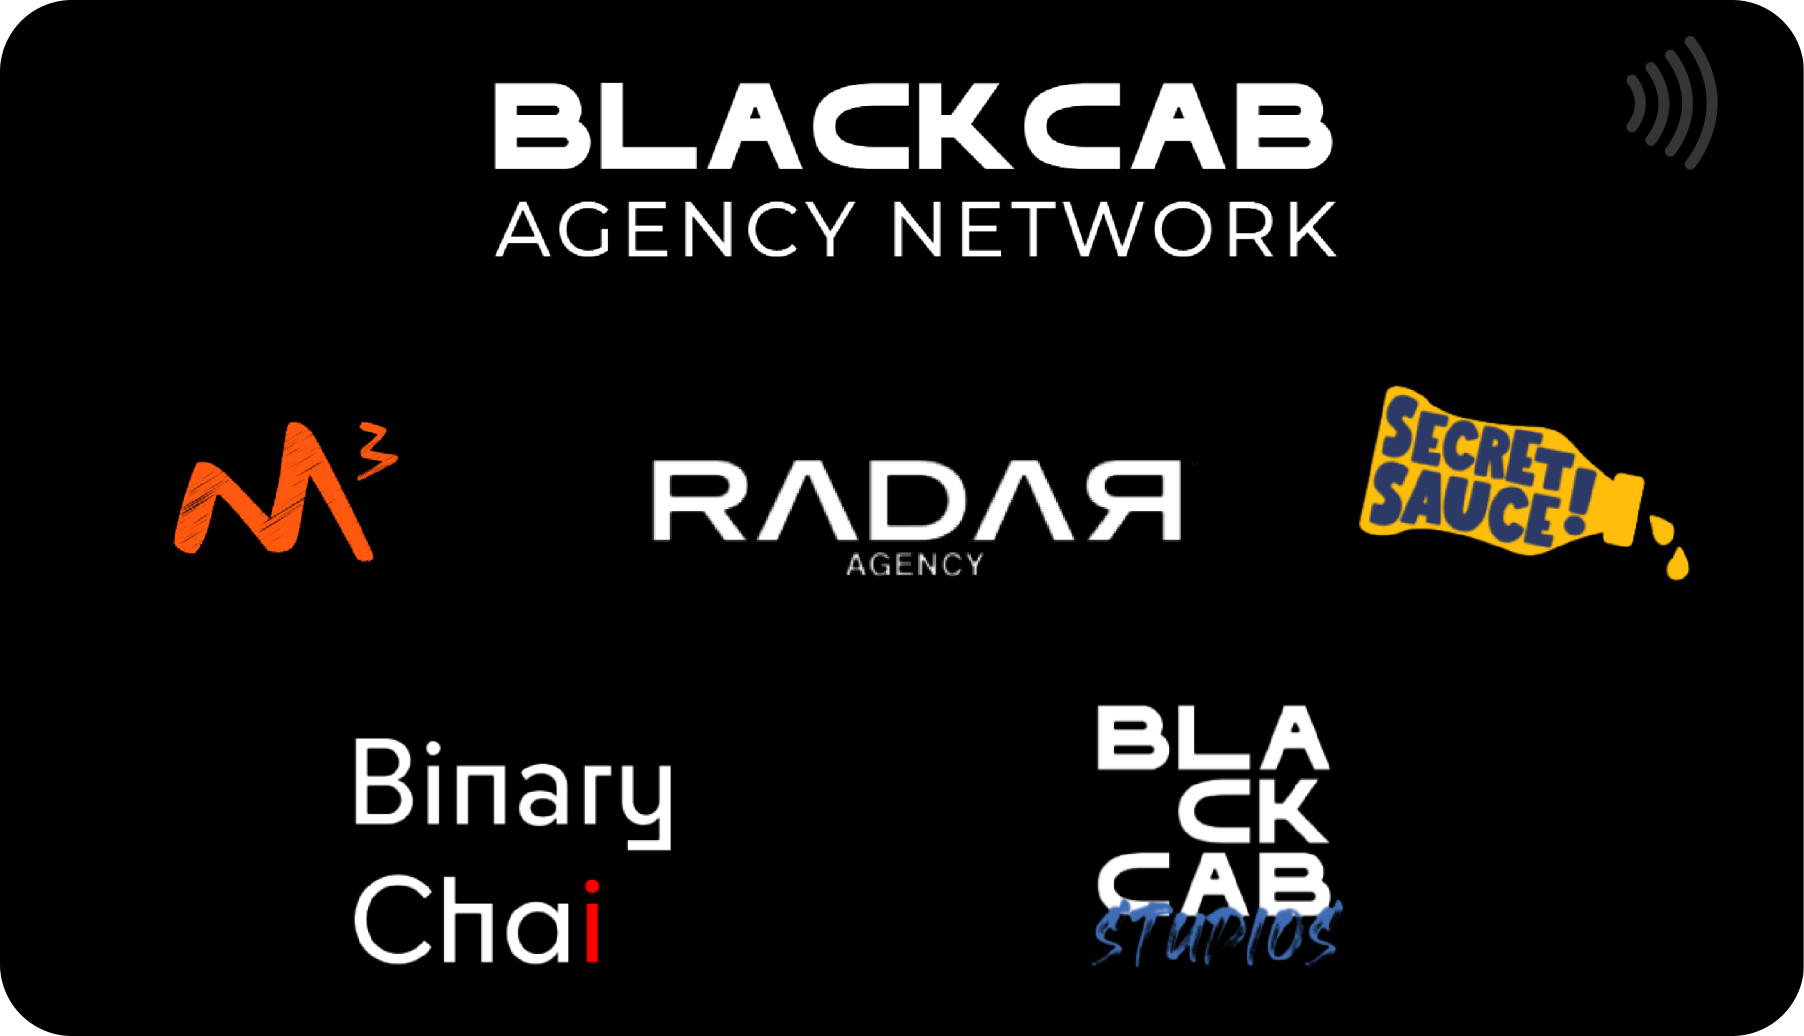 BLACKCAB
AGENCY NETWORK
M3
RADAR
AGENCY
SECRET
SAUCE!
Binary
Chai
BLA
CK
CAB
STUDIOS